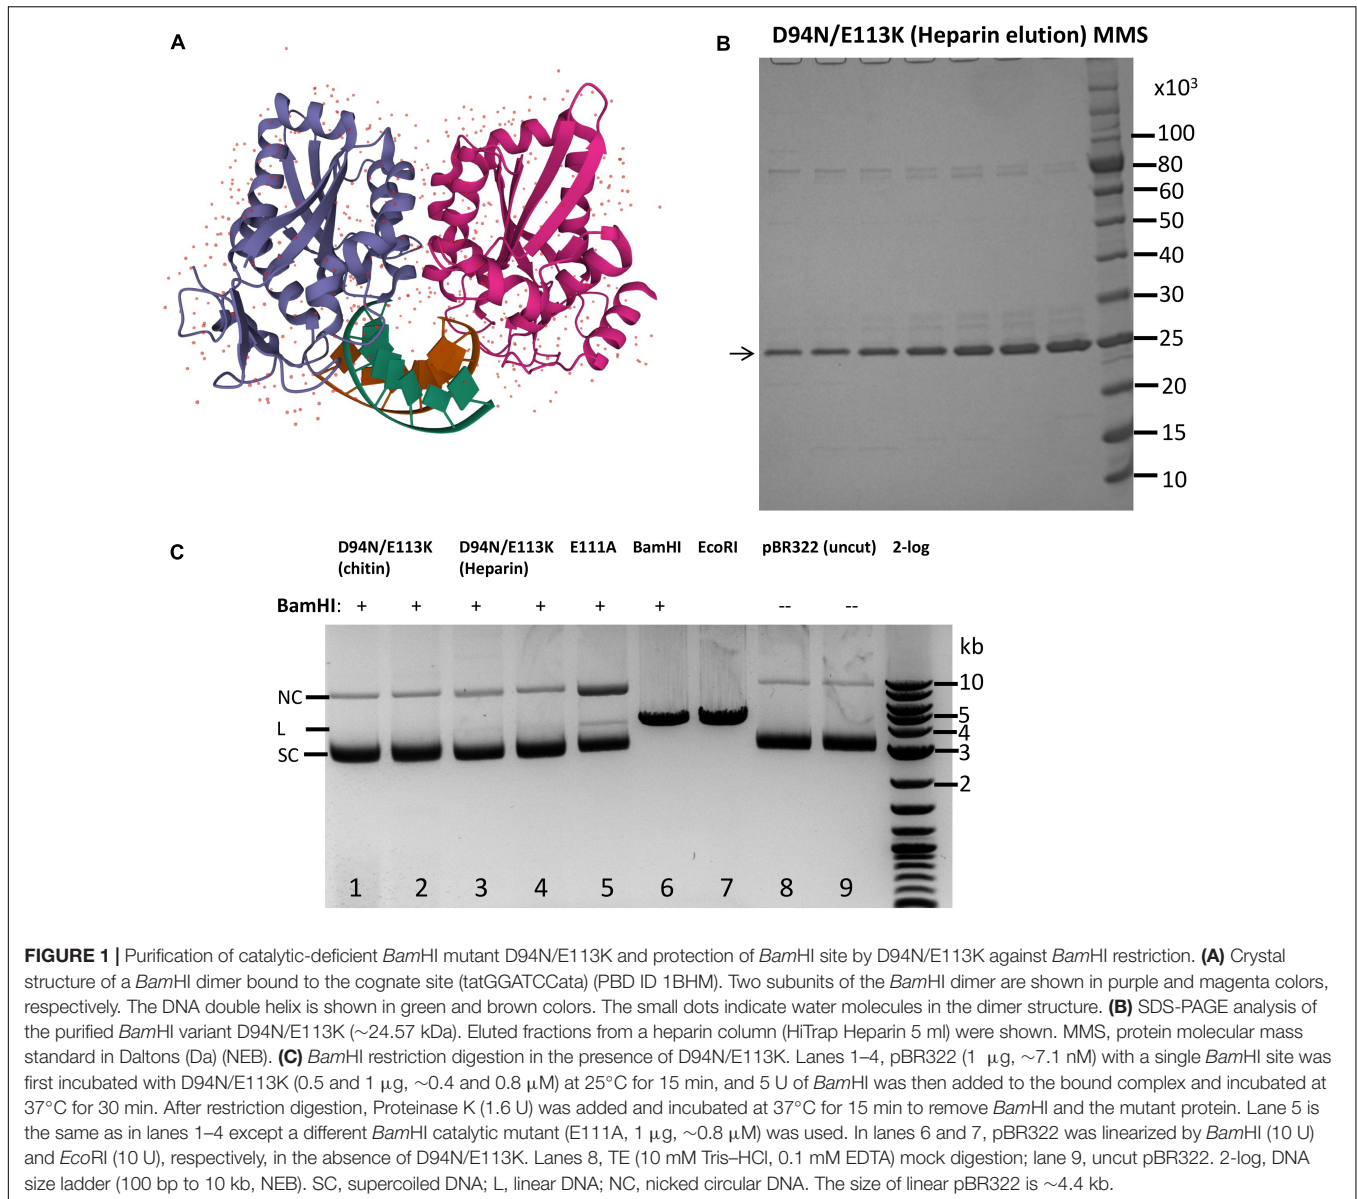 A
B
D94N/E113K (Heparin elution) MMS
x10³
100
80
60
50
40
30
25
20
15
10
C
D94N/E113K (chitin)
D94N/E113K (Heparin)
E111A
BamHI
EcoRI
pBR322 (uncut)
2-log
BamHI: + + + + + + -- --
kb
NC
L
SC
10
5
4
3
2
1 2 3 4 5 6 7 8 9
FIGURE 1 | Purification of catalytic-deficient BamHI mutant D94N/E113K and protection of BamHI site by D94N/E113K against BamHI restriction. (A) Crystal
structure of a BamHI dimer bound to the cognate site (tatGGATCCata) (PBD ID 1BHM). Two subunits of the BamHI dimer are shown in purple and magenta colors,
respectively. The DNA double helix is shown in green and brown colors. The small dots indicate water molecules in the dimer structure. (B) SDS-PAGE analysis of
the purified BamHI variant D94N/E113K (~24.57 kDa). Eluted fractions from a heparin column (HiTrap Heparin 5 ml) were shown. MMS, protein molecular mass
standard in Daltons (Da) (NEB). (C) BamHI restriction digestion in the presence of D94N/E113K. Lanes 1–4, pBR322 (1 μg, ~7.1 nM) with a single BamHI site was
first incubated with D94N/E113K (0.5 and 1 μg, ~0.4 and 0.8 μM) at 25°C for 15 min, and 5 U of BamHI was then added to the bound complex and incubated at
37°C for 30 min. After restriction digestion, Proteinase K (1.6 U) was added and incubated at 37°C for 15 min to remove BamHI and the mutant protein. Lane 5 is
the same as in lanes 1–4 except a different BamHI catalytic mutant (E111A, 1 μg, ~0.8 μM) was used. In lanes 6 and 7, pBR322 was linearized by BamHI (10 U)
and EcoRI (10 U), respectively, in the absence of D94N/E113K. Lanes 8, TE (10 mM Tris–HCl, 0.1 mM EDTA) mock digestion; lane 9, uncut pBR322. 2-log, DNA
size ladder (100 bp to 10 kb, NEB). SC, supercoiled DNA; L, linear DNA; NC, nicked circular DNA. The size of linear pBR322 is ~4.4 kb.